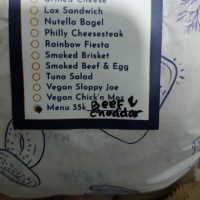 Grilled Cheese
Lox Sandwich
Nutella Bagel
Philly Cheesesteak
Rainbow Fiesta
Smoked Brisket
Smoked Beef & Egg
Tuna Salad
Vegan Sloppy Joe
Vegan Chick'n Moz
Menu 35k Beef &
Cheddar